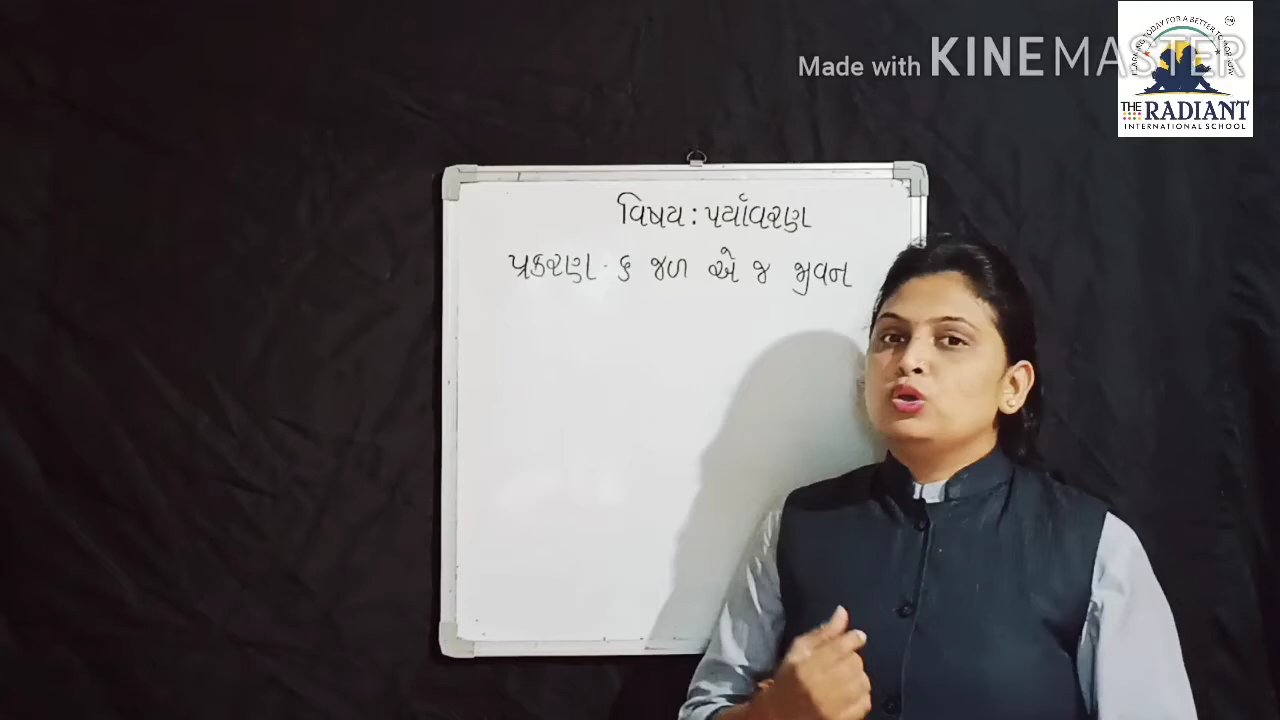 Made with KINEMASTER
THE RADIANT
INTERNATIONAL SCHOOL
વિષય : પર્યાવરણ
પ્રકરણ - ૬ જળ એ જ જીવન